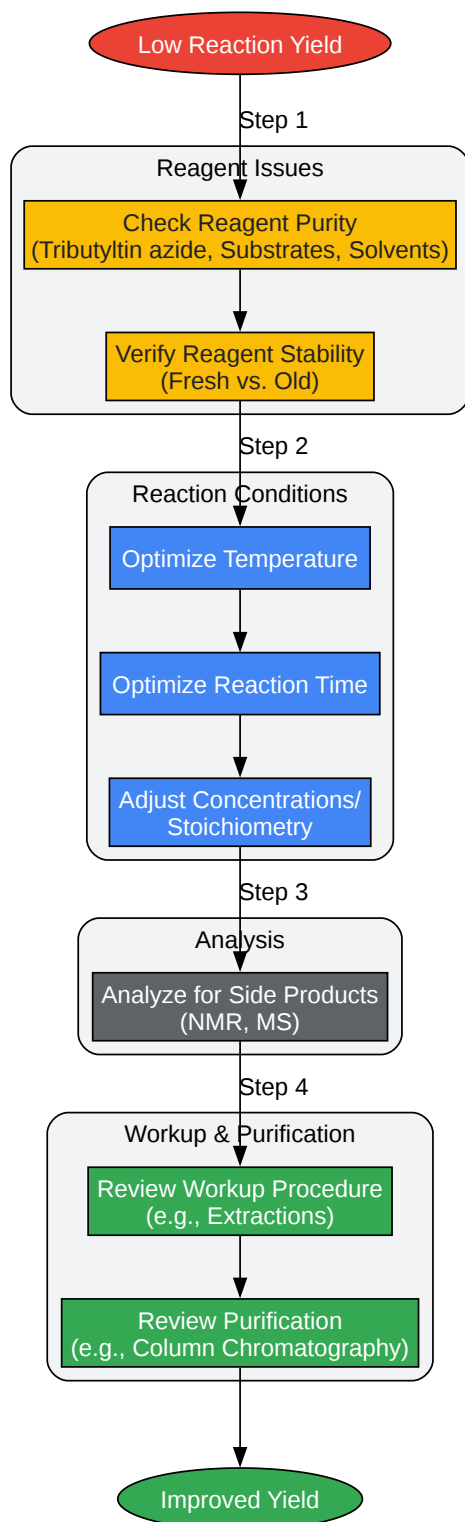 Low Reaction Yield
Step 1
Reagent Issues
Check Reagent Purity
(Tributyltin azide, Substrates, Solvents)
Verify Reagent Stability
(Fresh vs. Old)
Step 2
Reaction Conditions
Optimize Temperature
Optimize Reaction Time
Adjust Concentrations/
Stoichiometry
Step 3
Analysis
Analyze for Side Products
(NMR, MS)
Step 4
Workup & Purification
Review Workup Procedure
(e.g., Extractions)
Review Purification
(e.g., Column Chromatography)
Improved Yield